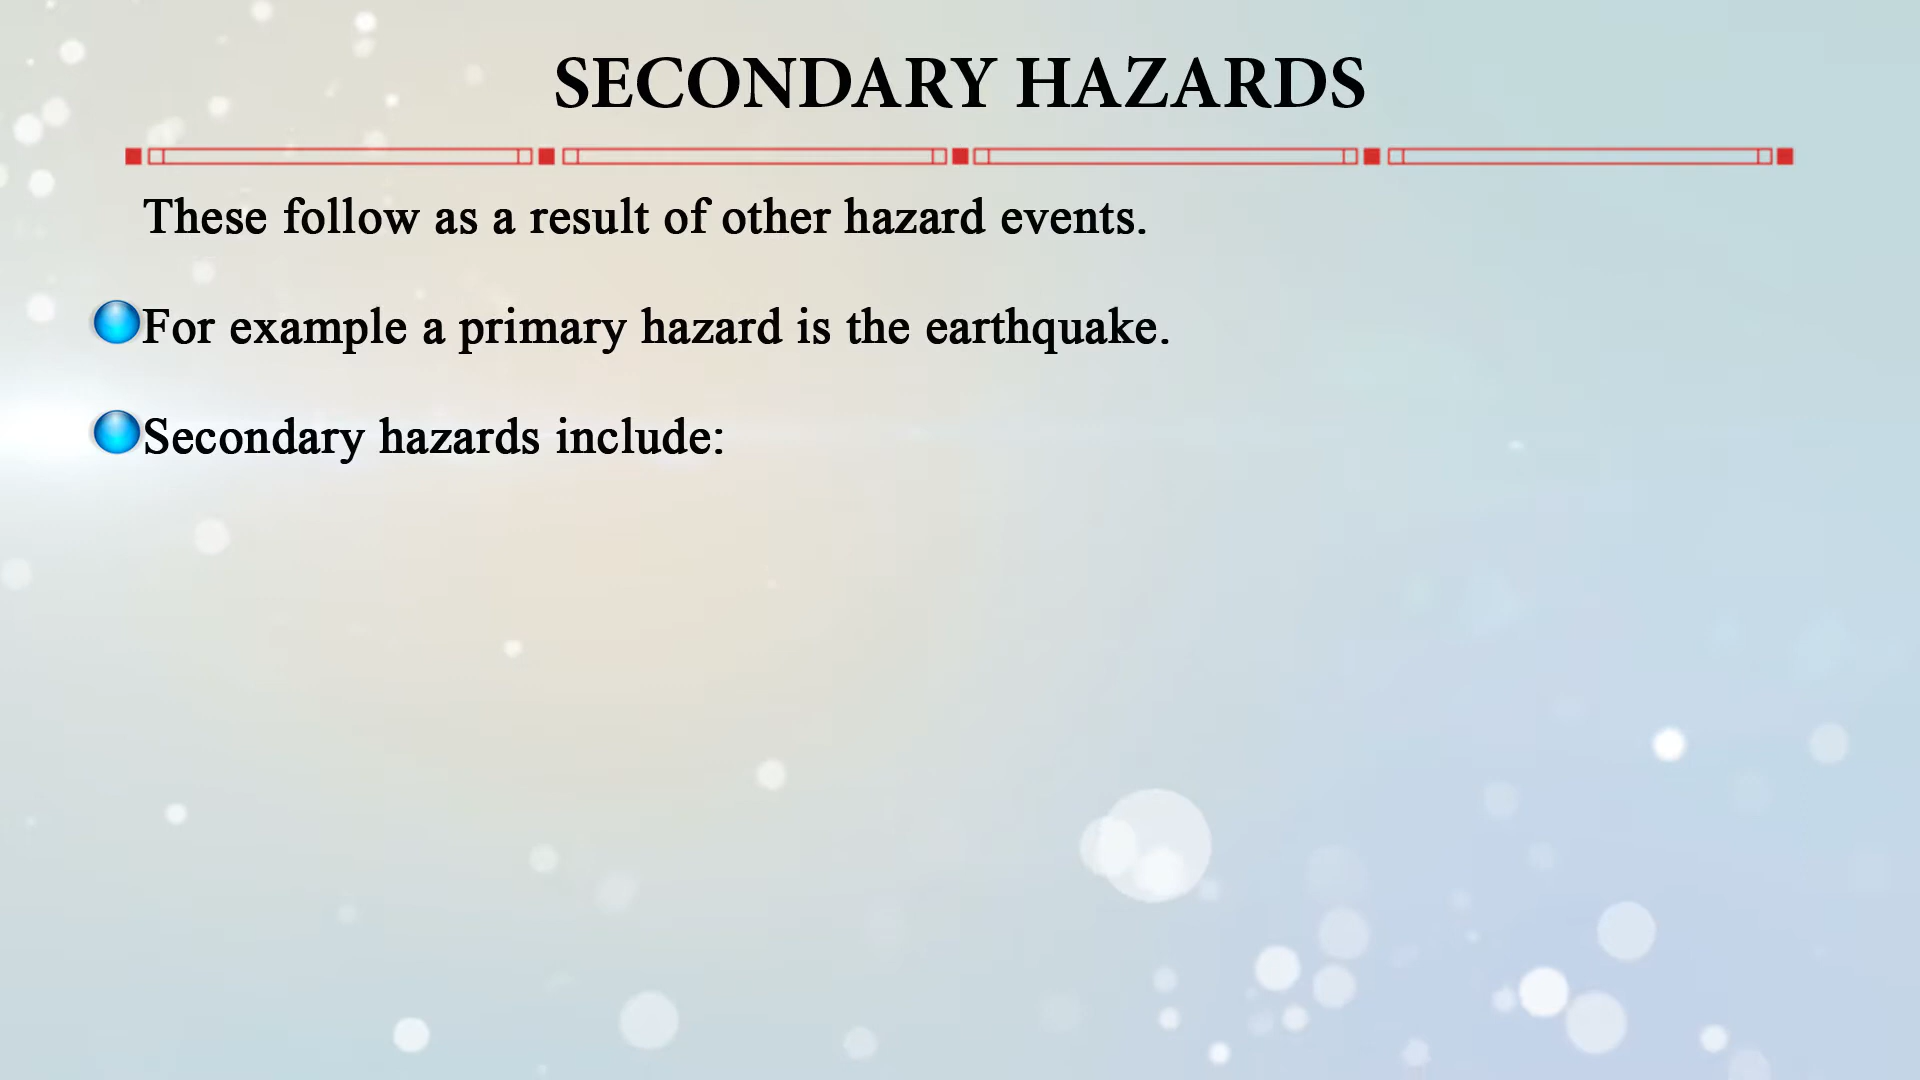 SECONDARY HAZARDS
These follow as a result of other hazard events.
For example a primary hazard is the earthquake.
Secondary hazards include: